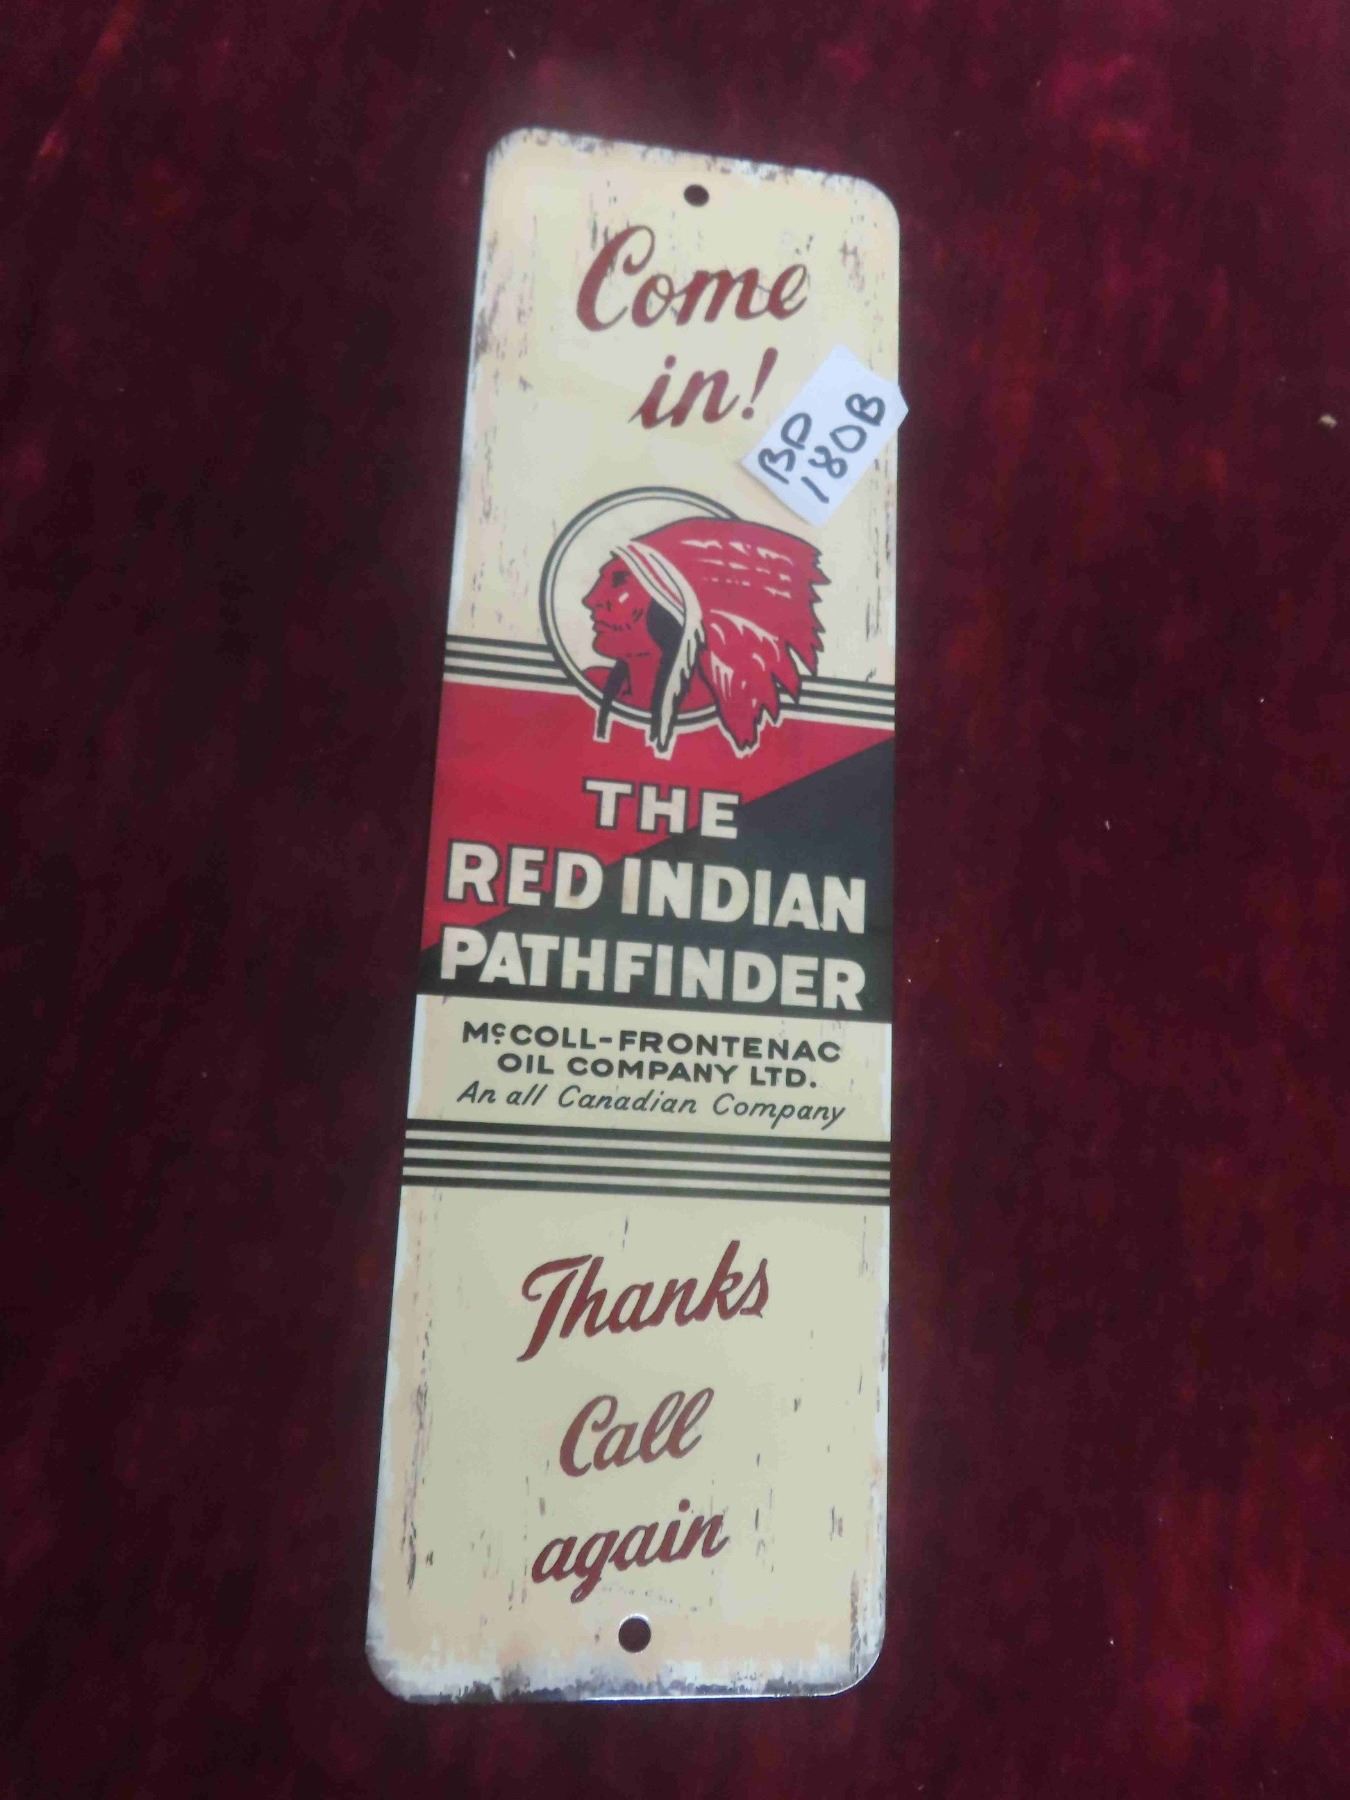 Come
in!
BP
180B
THE
RED INDIAN
PATHFINDER
McCOLL-FRONTENAC
OIL COMPANY LTD.
An all Canadian Company
Thanks
Call
again